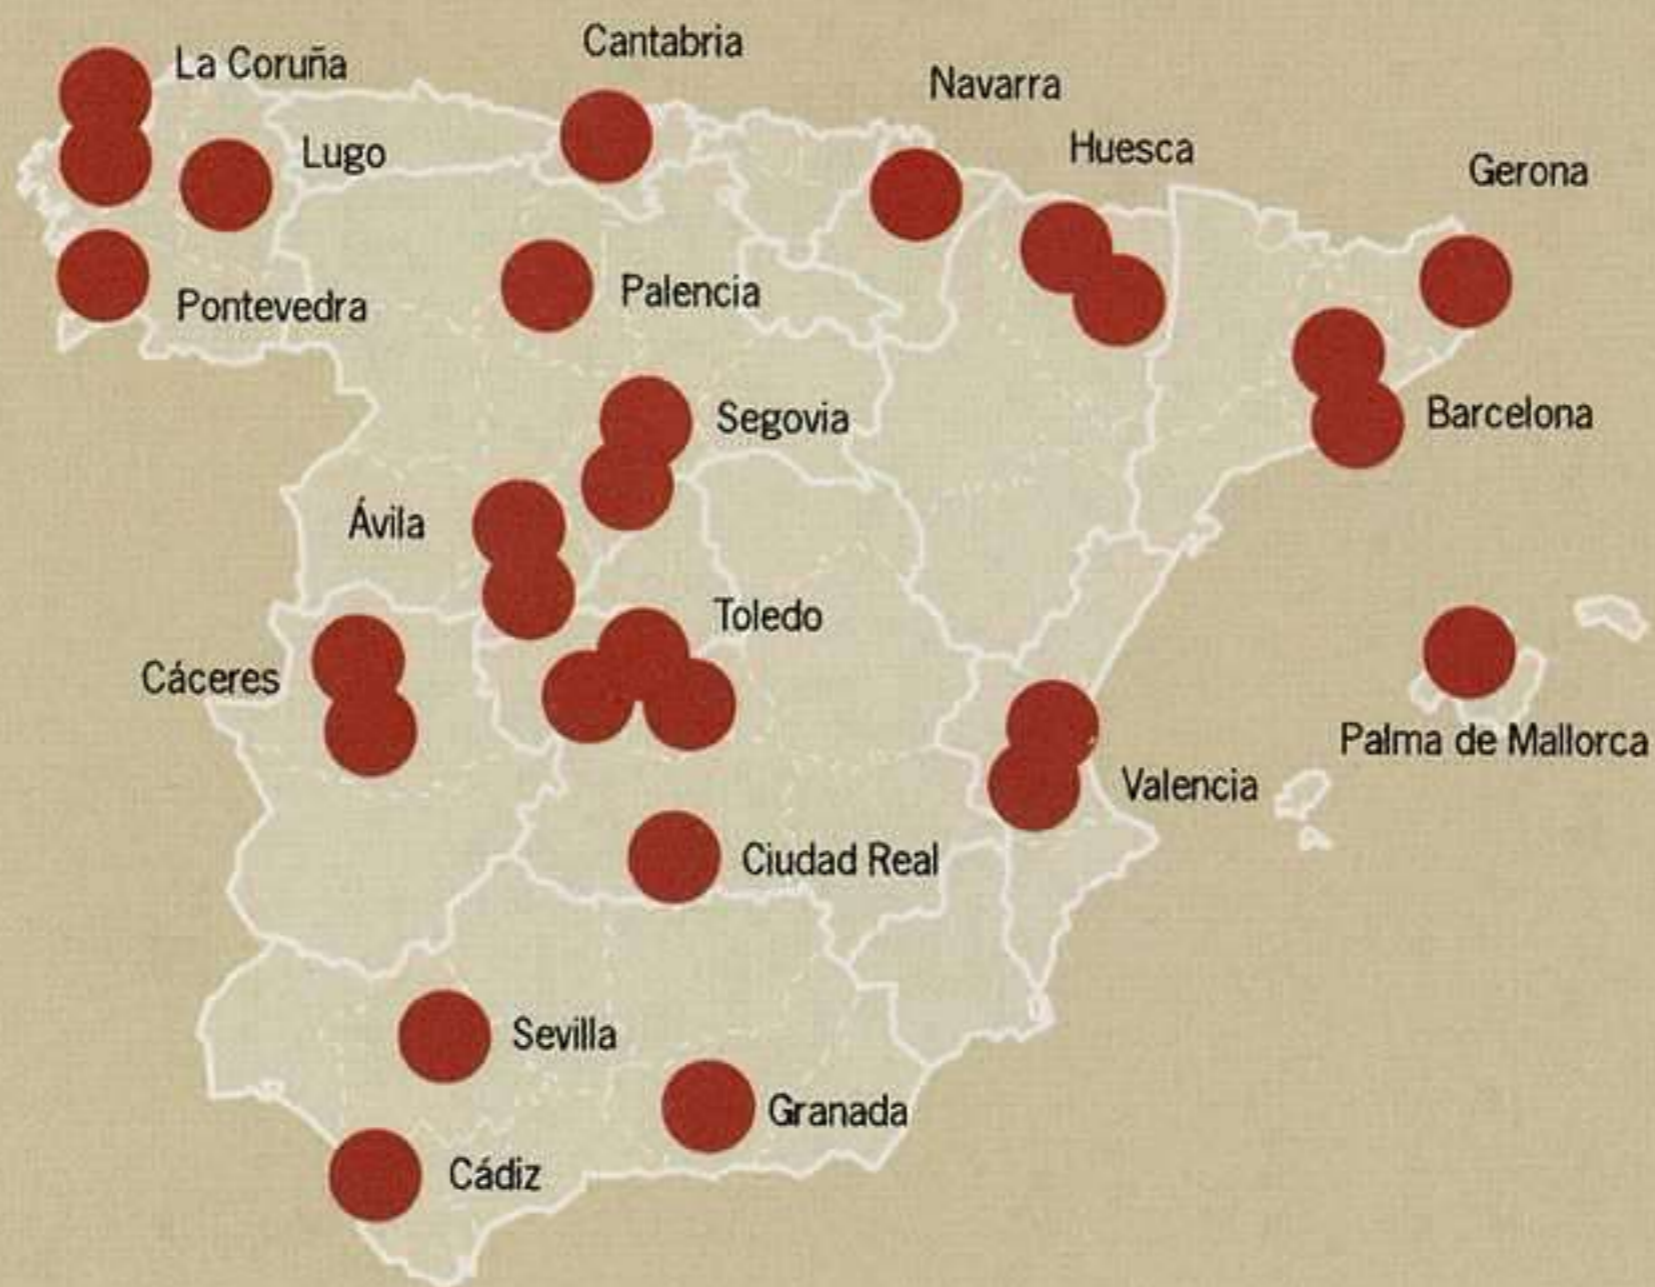 Cantabria
La Coruña
Navarra
Huesca
Lugo
Gerona
Palencia
Pontevedra
Barcelona
Segovia
Ávila
Toledo
Cáceres
Palma de Mallorca
Valencia
Ciudad Real
Sevilla
Granada
Cádiz